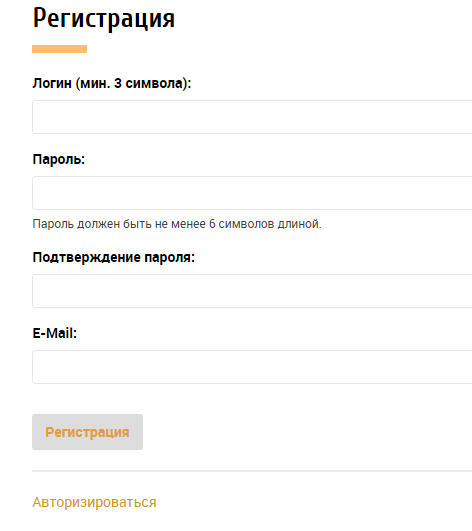 Регистрация
Логин (мин. 3 символа):
Пароль:
Пароль должен быть не менее 6 символов длиной.
Подтверждение пароля:
E-Mail:
Регистрация
Авторизироваться